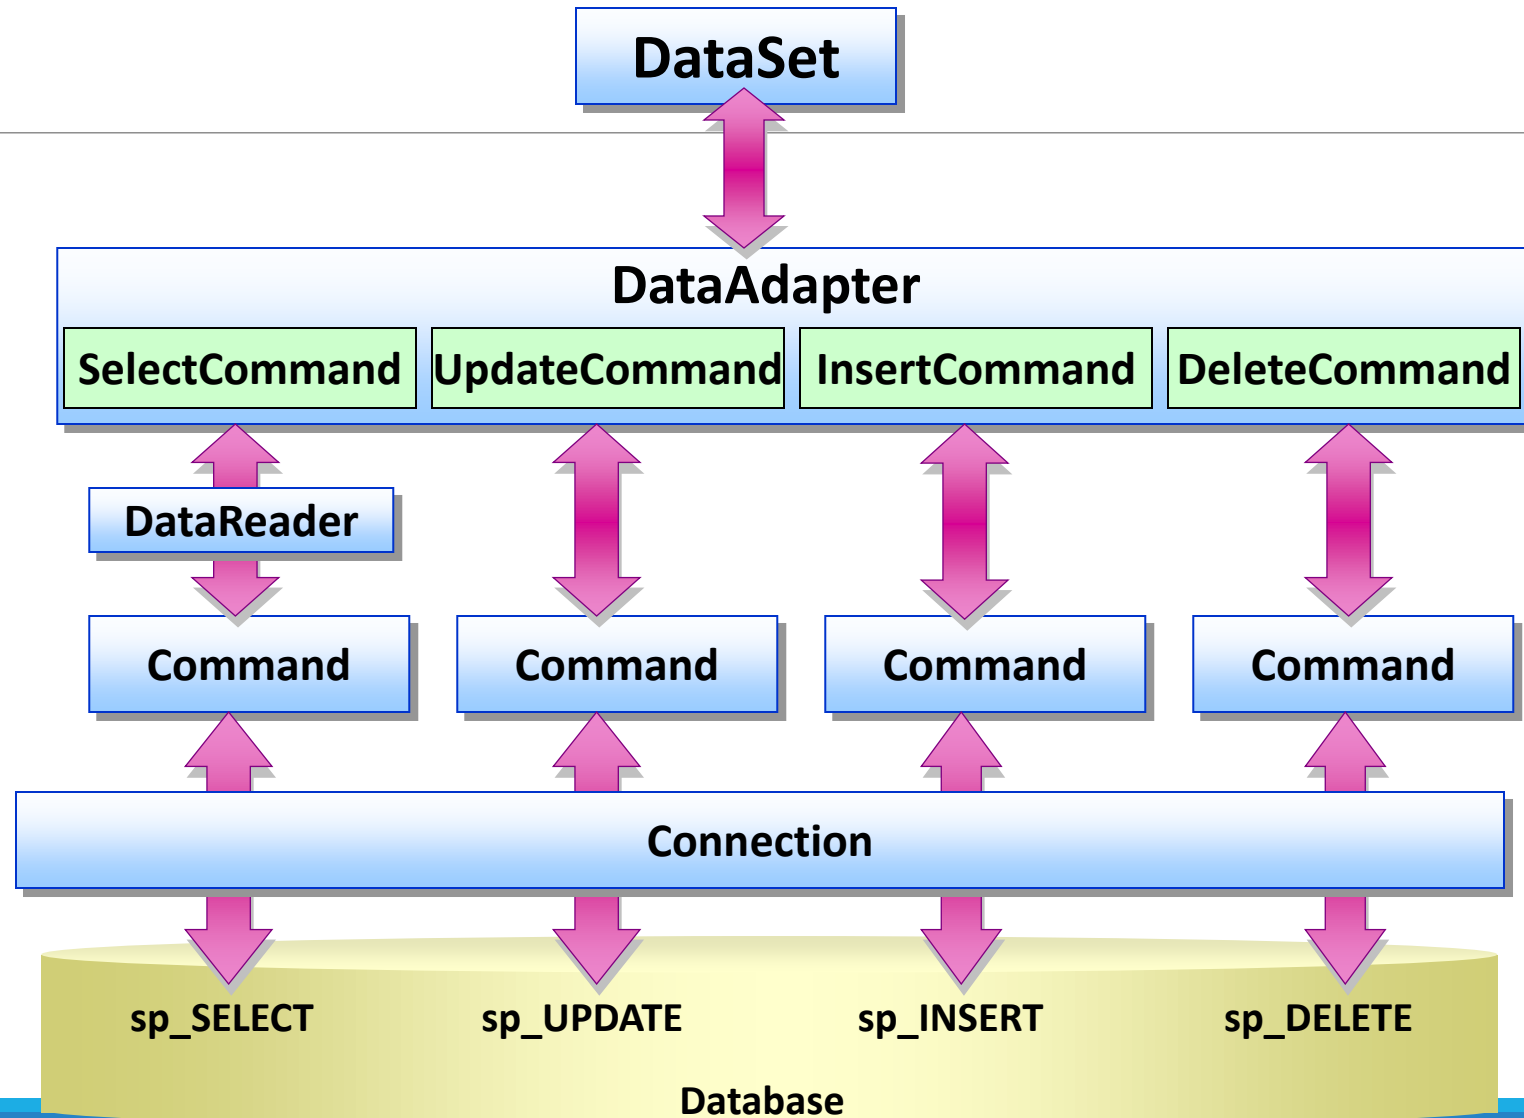 DataSet
DataAdapter
SelectCommand UpdateCommand InsertCommand DeleteCommand
DataReader
Command Command Command Command
Connection
sp_SELECT sp_UPDATE sp_INSERT sp_DELETE
Database